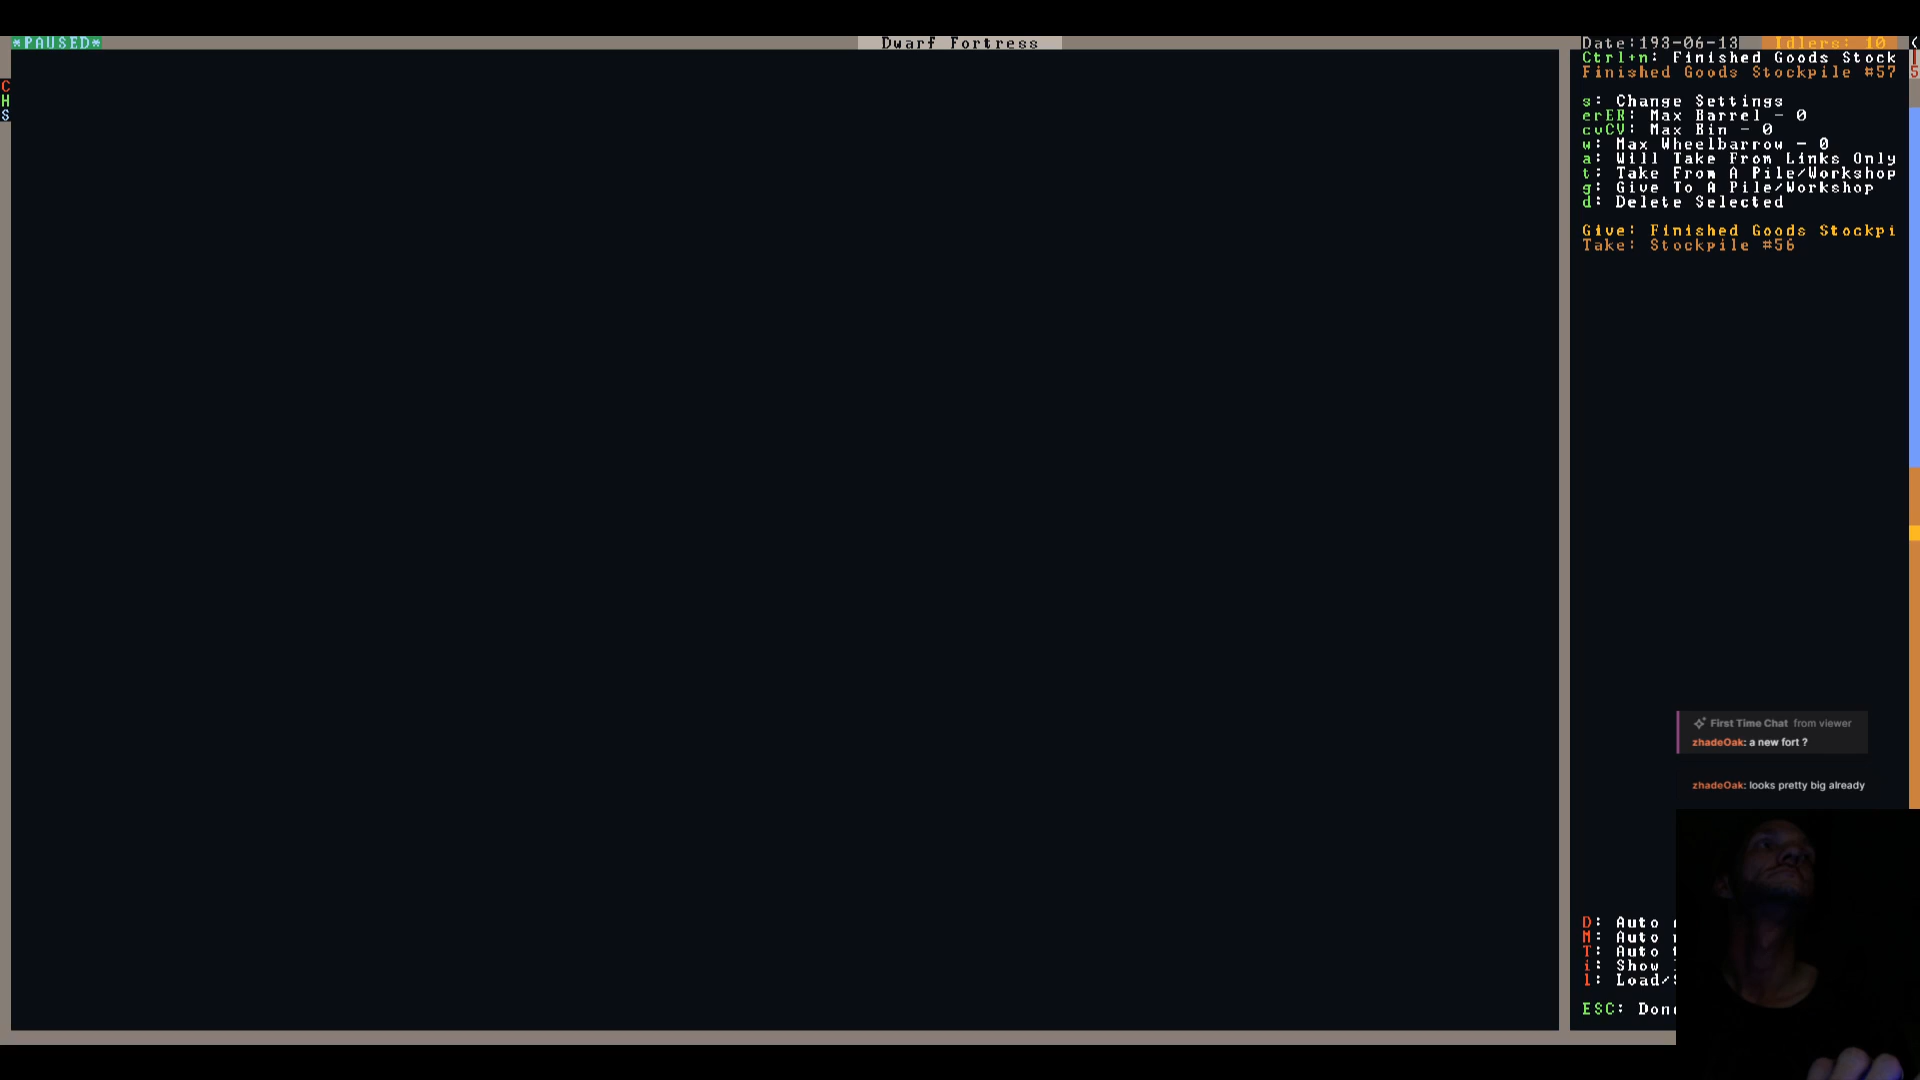 *PAUSED*
Dwarf Fortress
Date:193-06-13
Idlers: 10
Ctrl+n: Finished Goods Stock
Finished Goods Stockpile #57
C
H
S
s: Change Settings
erER: Max Barrel - 0
cvCV: Max Bin - 0
w: Max Wheelbarrow - 0
a: Will Take From Links Only
t: Take From A Pile/Workshop
g: Give To A Pile/Workshop
d: Delete Selected
Give: Finished Goods Stockpi
Take: Stockpile #56
First Time Chat from viewer
zhadeOak: a new fort ?
zhadeOak: looks pretty big already
D: Auto
M: Auto
T: Auto
i: Show
l: Load/
ESC: Done